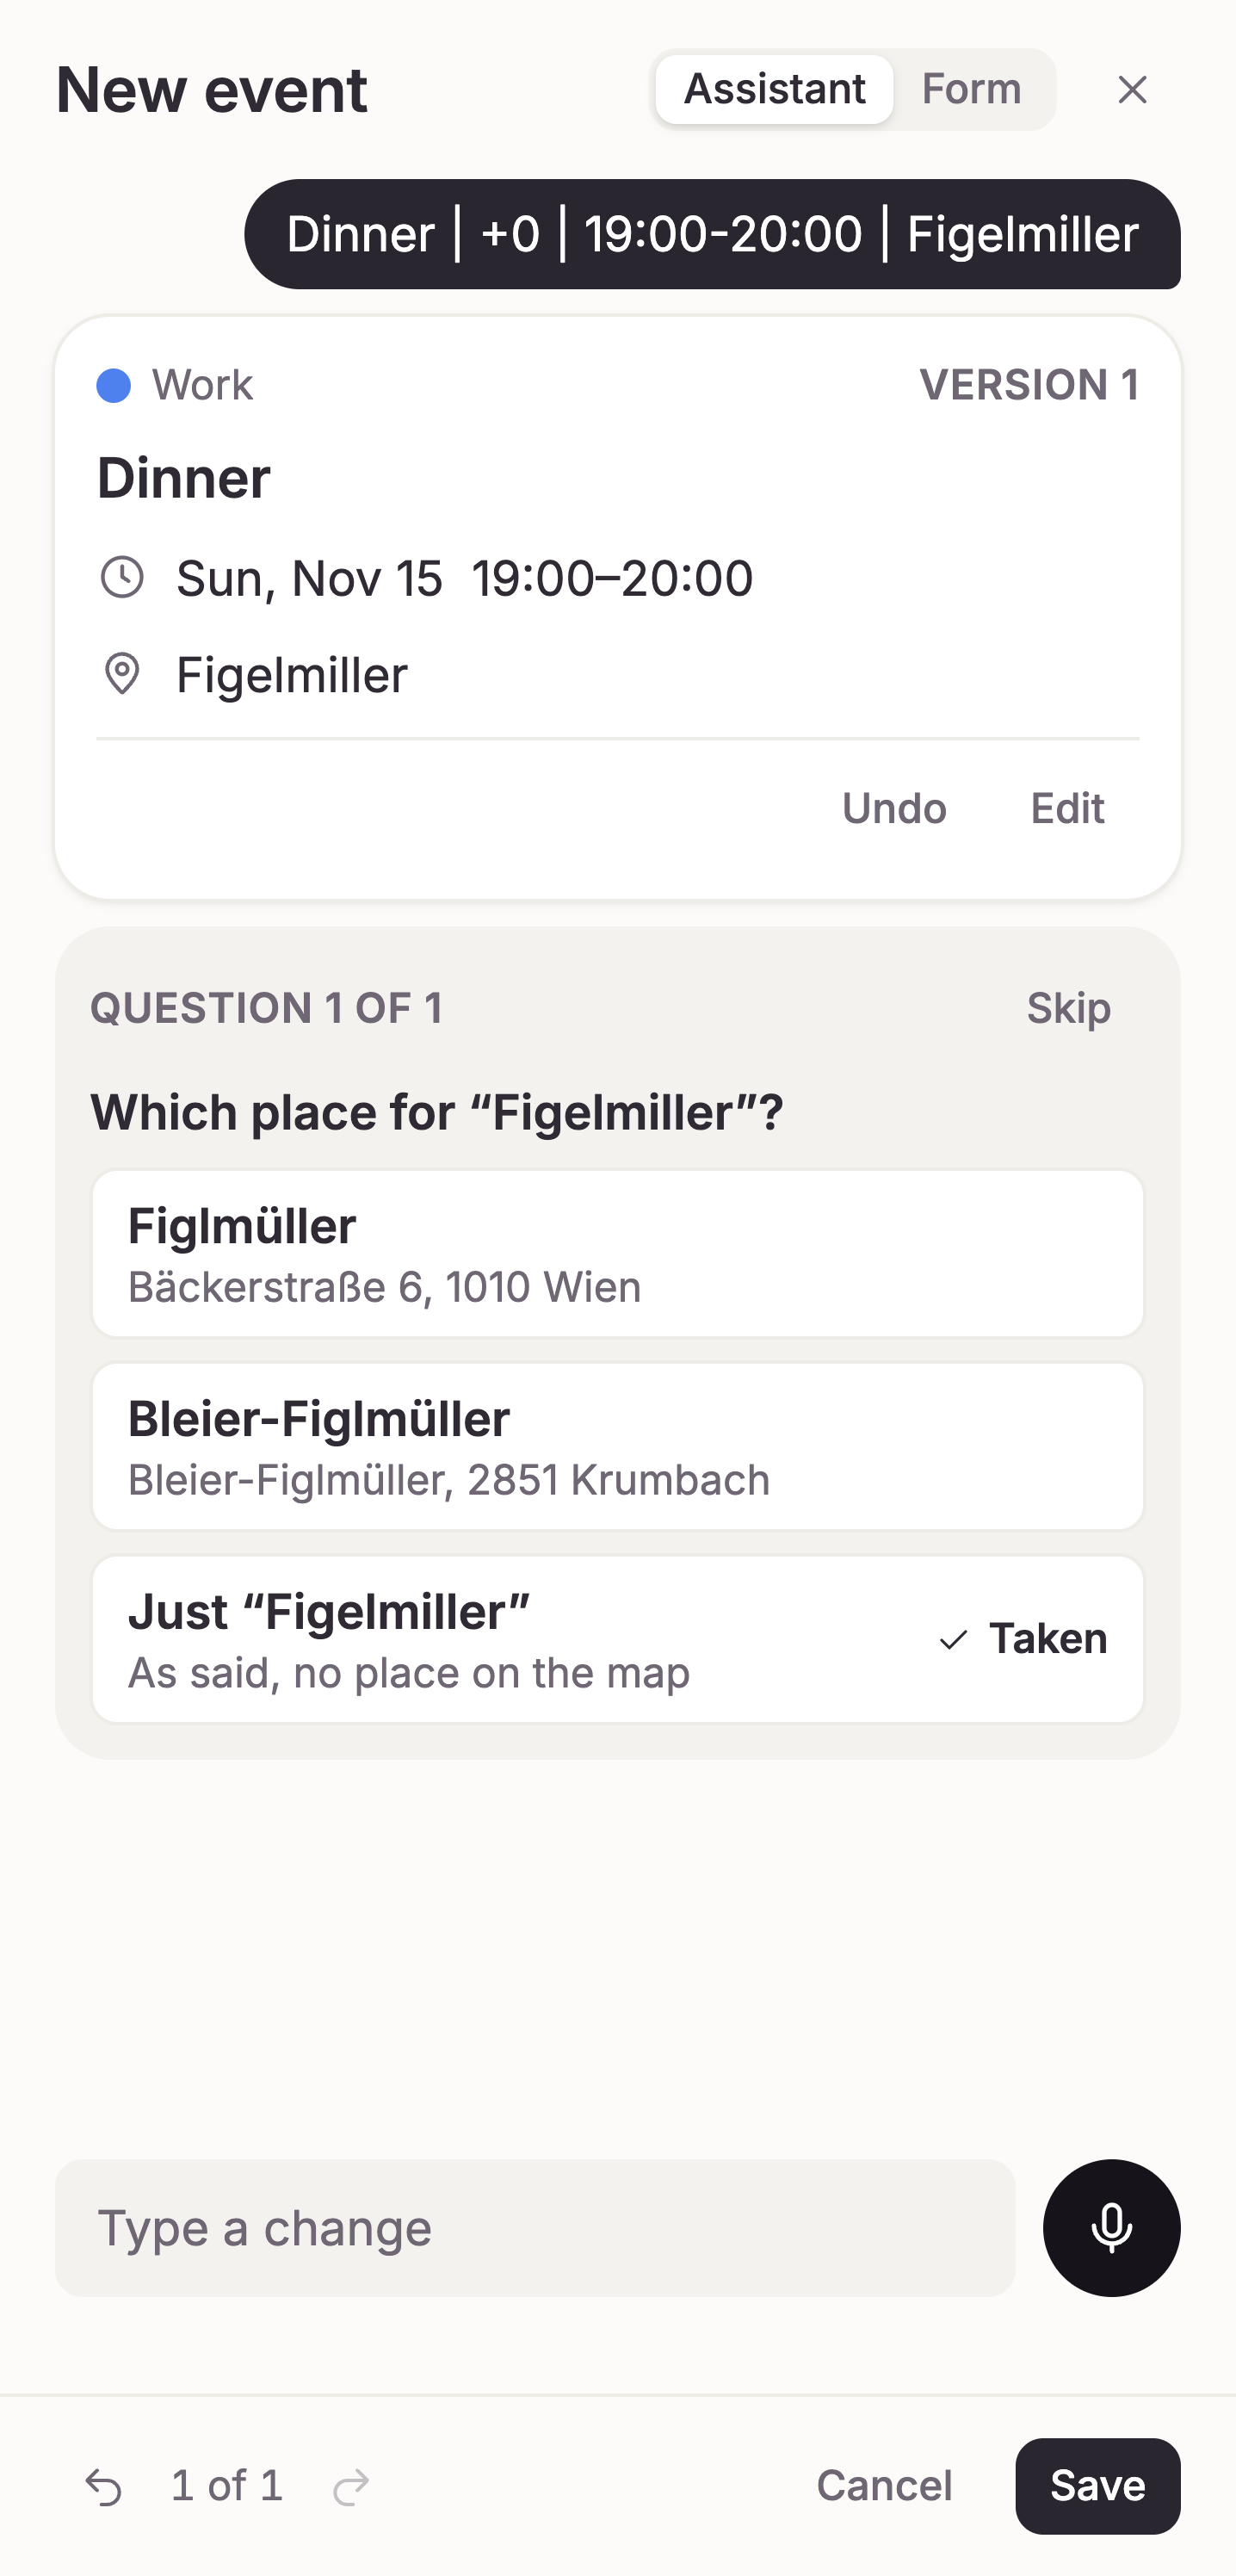 New event
Assistant
Form
Dinner | +0 | 19:00-20:00 | Figelmiller
Work
VERSION 1
Dinner
Sun, Nov 15 19:00–20:00
Figelmiller
Undo
Edit
QUESTION 1 OF 1
Skip
Which place for “Figelmiller”?
Figlmüller
Bäckerstraße 6, 1010 Wien
Bleier-Figlmüller
Bleier-Figlmüller, 2851 Krumbach
Just “Figelmiller”
As said, no place on the map
Taken
Type a change
1 of 1
Cancel
Save